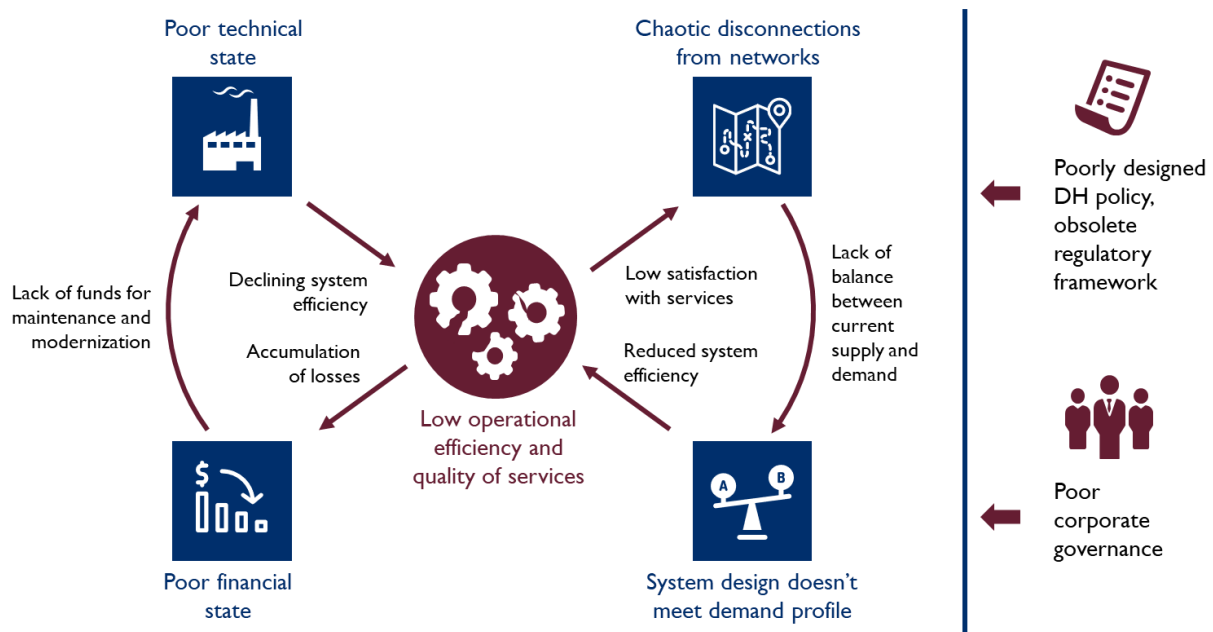 Poor technical
state
Chaotic disconnections
from networks
Poorly designed
DH policy,
obsolete
regulatory
framework
Lack of funds for
maintenance and
modernization
Declining system
efficiency
Accumulation
of losses
Low satisfaction
with services
Reduced system
efficiency
Lack of
balance
between
current
supply and
demand
Low operational
efficiency and
quality of services
$
A
B
Poor
corporate
governance
Poor financial
state
System design doesn’t
meet demand profile